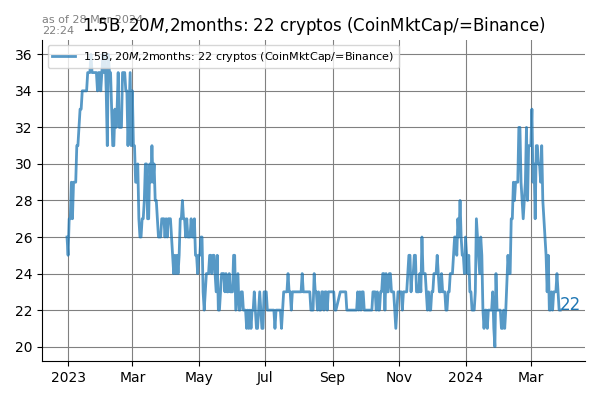 as of 28 Mar 2024
22:24
1.5B, 20M,2months: 22 cryptos (CoinMktCap/=Binance)
1.5B, 20M,2months: 22 cryptos (CoinMktCap/=Binance)
36
34
32
30
28
26
24
22
20
22
2023 Mar May Jul Sep Nov 2024 Mar